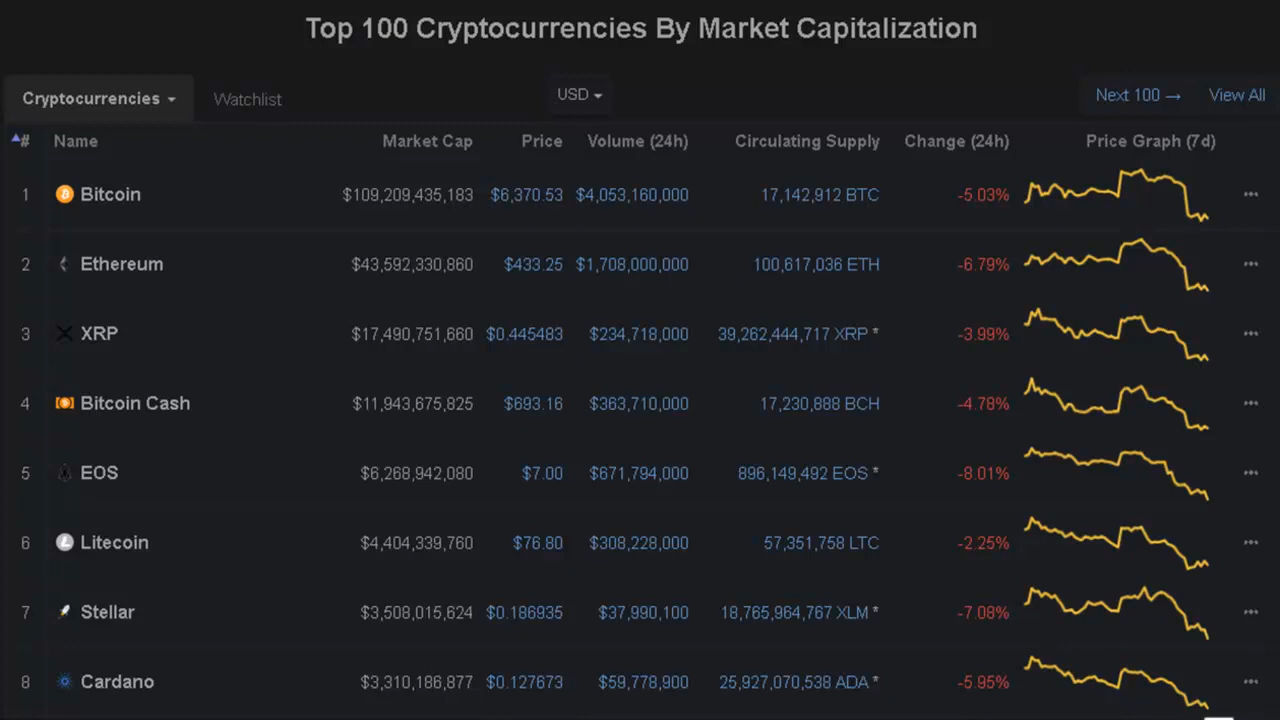 Top 100 Cryptocurrencies By Market Capitalization
Cryptocurrencies Watchlist USD Next 100 → View All
# Name Market Cap Price Volume (24h) Circulating Supply Change (24h) Price Graph (7d)
1 Bitcoin $109,209,435,183 $6,370.53 $4,053,160,000 17,142,912 BTC -5.03%
2 Ethereum $43,592,330,860 $433.25 $1,708,000,000 100,617,036 ETH -6.79%
3 XRP $17,490,751,660 $0.445483 $234,718,000 39,262,444,717 XRP * -3.99%
4 Bitcoin Cash $11,943,675,825 $693.16 $363,710,000 17,230,888 BCH -4.78%
5 EOS $6,268,942,080 $7.00 $671,794,000 896,149,492 EOS * -8.01%
6 Litecoin $4,404,339,760 $76.80 $308,228,000 57,351,758 LTC -2.25%
7 Stellar $3,508,015,624 $0.186935 $37,990,100 18,765,964,767 XLM * -7.08%
8 Cardano $3,310,186,877 $0.127673 $59,778,900 25,927,070,538 ADA * -5.95%